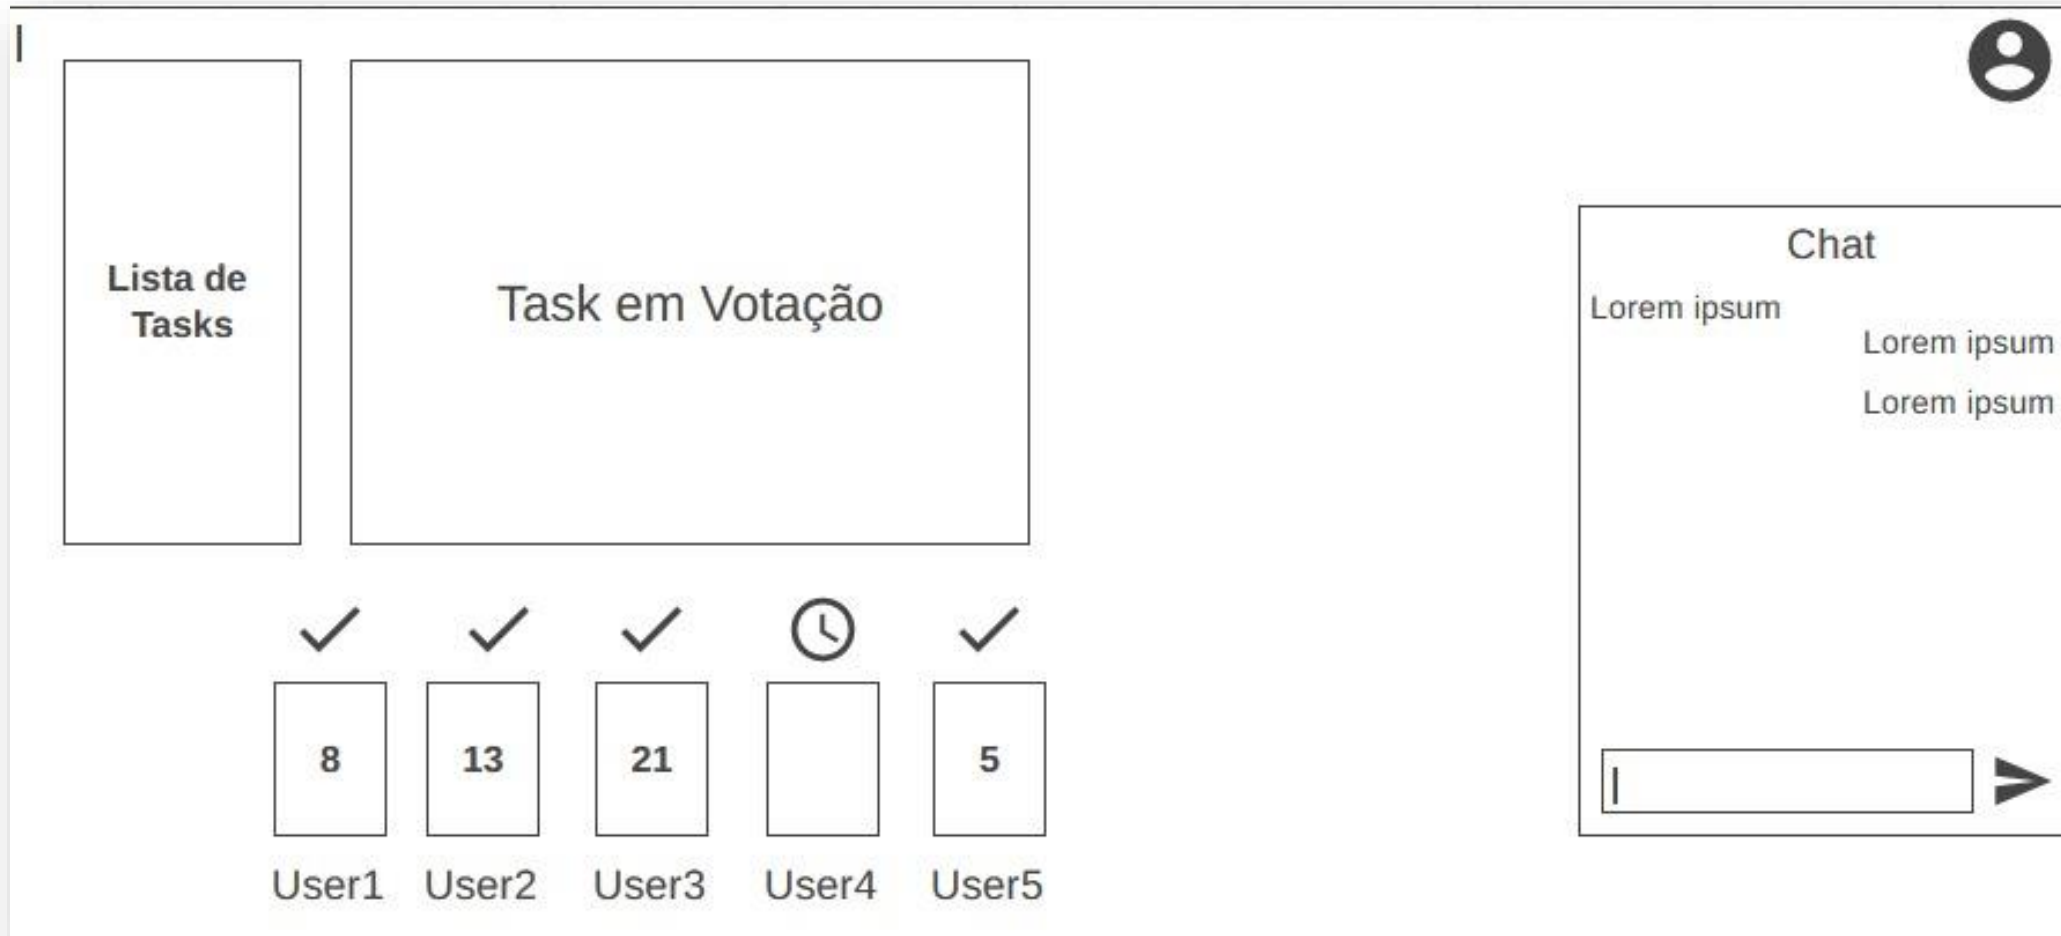 Lista de
Tasks
Task em Votação
Chat
Lorem ipsum
Lorem ipsum
Lorem ipsum
8
13
21
5
User1
User2
User3
User4
User5